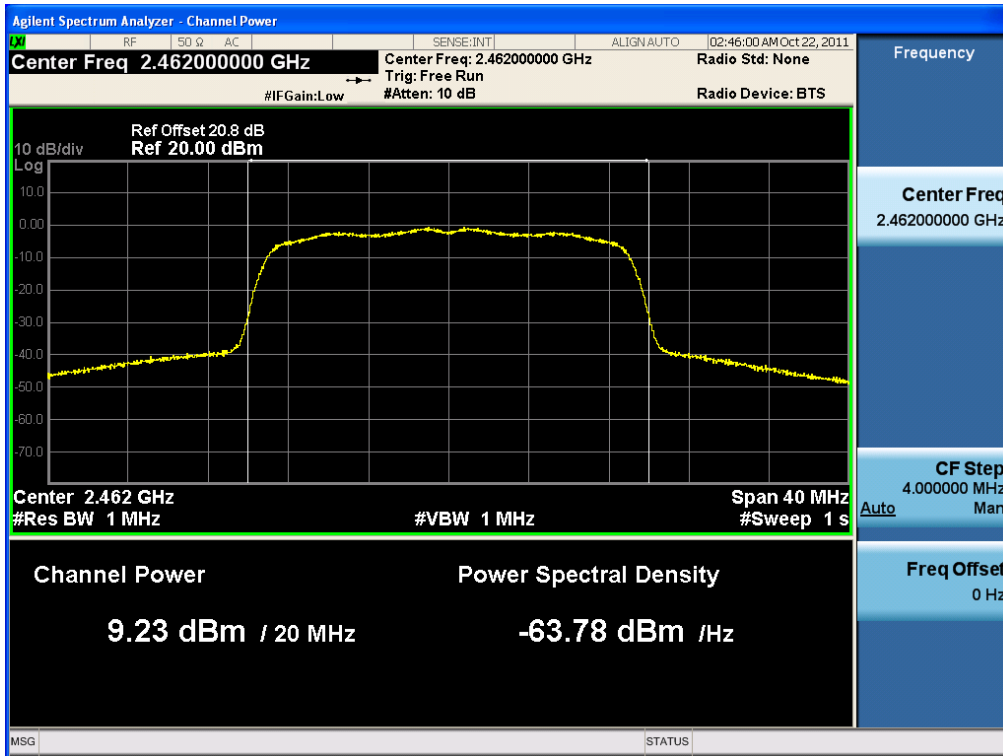 Agilent Spectrum Analyzer - Channel Power
LXI RF 50 Ω AC SENSE:INT ALIGN AUTO 02:46:00 AM Oct 22, 2011
Center Freq 2.462000000 GHz
Center Freq: 2.462000000 GHz
Radio Std: None
Trig: Free Run
#IFGain:Low
#Atten: 10 dB
Radio Device: BTS
Ref Offset 20.8 dB
10 dB/div Ref 20.00 dBm
Log
10.0
0.00
-10.0
-20.0
-30.0
-40.0
-50.0
-60.0
-70.0
Center 2.462 GHz Span 40 MHz
#Res BW 1 MHz #VBW 1 MHz #Sweep 1 s
Channel Power Power Spectral Density
9.23 dBm / 20 MHz -63.78 dBm /Hz
MSG STATUS
Frequency
Center Freq
2.462000000 GHz
CF Step
4.000000 MHz
Auto Man
Freq Offset
0 Hz